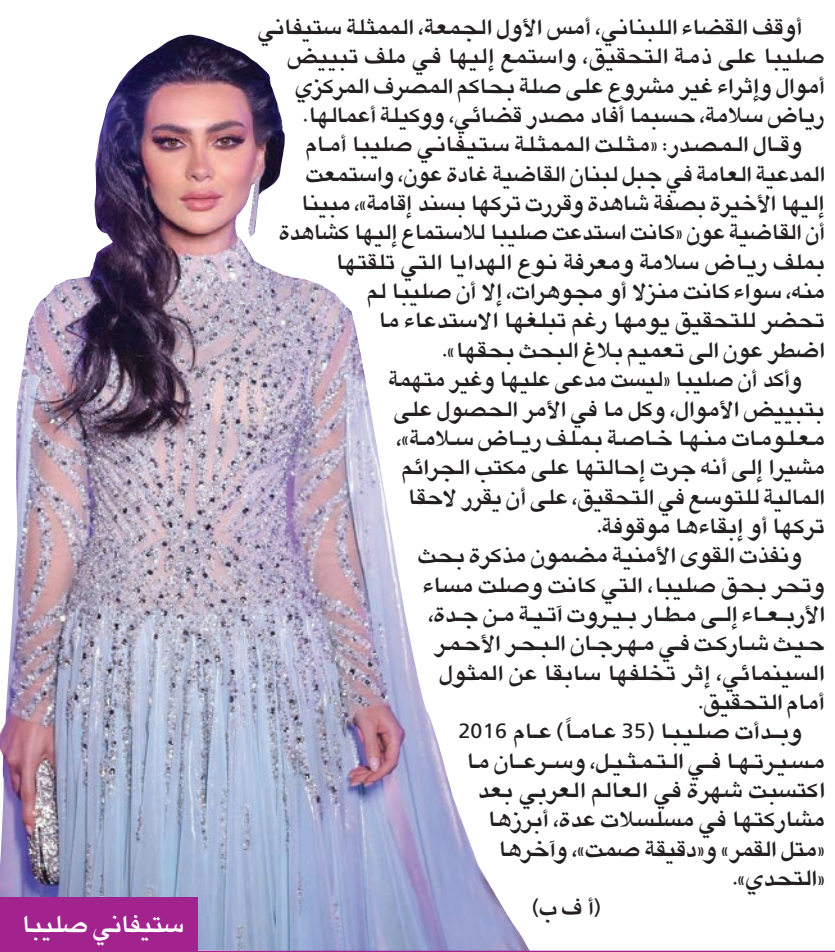 أوقف القضاء اللبناني، أمس الأول الجمعة، الممثلة ستيفاني
صليبا على ذمة التحقيق، واستمع إليها في ملف تبييض
أموال وإثراء غير مشروع على صلة بحاكم المصرف المركزي
رياض سلامة، حسبما أفاد مصدر قضائي، ووكيلة أعمالها.
وقال المصدر: «مثلت الممثلة ستيفاني صليبا أمام
المدعية العامة في جبل لبنان القاضية غادة عون، واستمعت
إليها الأخيرة بصفة شاهدة وقررت تركها بسند إقامة»، مبينا
أن القاضية عون «كانت استدعت صليبا للاستماع إليها كشاهدة
بملف رياض سلامة ومعرفة نوع الهدايا التي تلقتها
منه، سواء كانت منزلا أو مجوهرات، إلا أن صليبا لم
تحضر للتحقيق يومها رغم تبلغها الاستدعاء ما
اضطر عون الى تعميم بلاغ البحث بحقها».
وأكد أن صليبا «ليست مدعى عليها وغير متهمة
بتبييض الأموال، وكل ما في الأمر الحصول على
معلومات منها خاصة بملف رياض سلامة»،
مشيرا إلى أنه جرت إحالتها على مكتب الجرائم
المالية للتوسع في التحقيق، على أن يقرر لاحقا
تركها أو إبقاءها موقوفة.
ونفذت القوى الأمنية مضمون مذكرة بحث
وتحر بحق صليبا، التي كانت وصلت مساء
الأربعاء إلى مطار بيروت آتية من جدة،
حيث شاركت في مهرجان البحر الأحمر
السينمائي، إثر تخلفها سابقا عن المثول
أمام التحقيق.
وبدأت صليبا (35 عاماً) عام 2016
مسيرتها في التمثيل، وسرعان ما
اكتسبت شهرة في العالم العربي بعد
مشاركتها في مسلسلات عدة، أبرزها
«متل القمر» و«دقيقة صمت»، وآخرها
«التحدي».
(أ ف ب)
ستيفاني صليبا